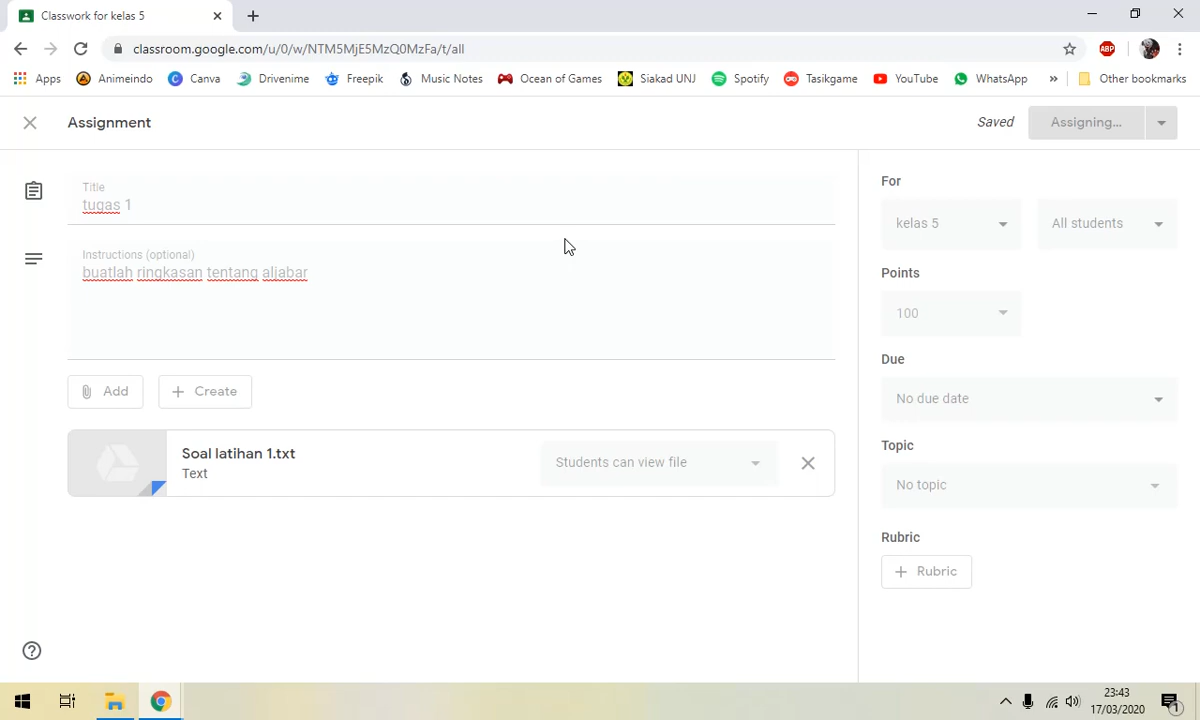 Classwork for kelas 5
classroom.google.com/u/0/w/NTM5MjE5MzQ0MzFa/t/all
ABP
Apps Animeindo Canva Drivenime Freepik Music Notes Ocean of Games Siakad UNJ Spotify Tasikgame YouTube WhatsApp » Other bookmarks
Assignment Saved Assigning...
Title
tugas 1
Instructions (optional)
buatlah ringkasan tentang aljabar
Add Create
Soal latihan 1.txt
Text
Students can view file
For
kelas 5 All students
Points
100
Due
No due date
Topic
No topic
Rubric
Rubric
23:43
17/03/2020
1